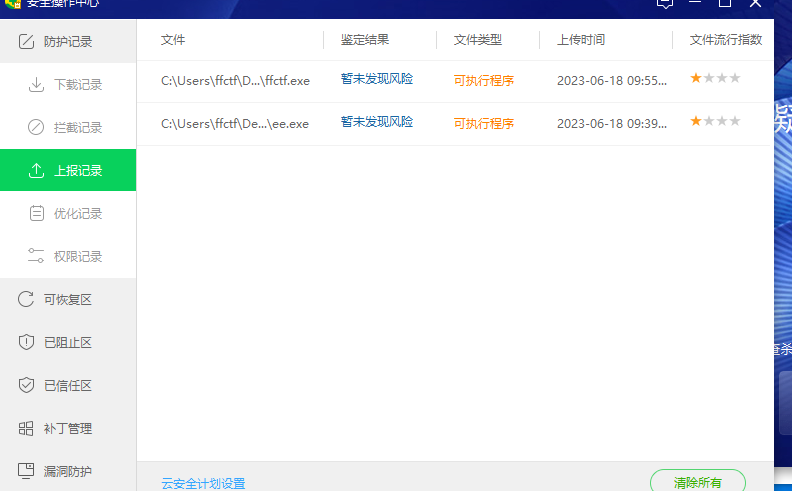 安全操作中心
防护记录
下载记录
拦截记录
上报记录
优化记录
权限记录
可恢复区
已阻止区
已信任区
补丁管理
漏洞防护
文件 鉴定结果 文件类型 上传时间 文件流行指数
C:\Users\ffctf\D...\ffctf.exe 暂未发现风险 可执行程序 2023-06-18 09:55...
C:\Users\ffctf\De...\ee.exe 暂未发现风险 可执行程序 2023-06-18 09:39...
云安全计划设置 清除所有
疑
查杀